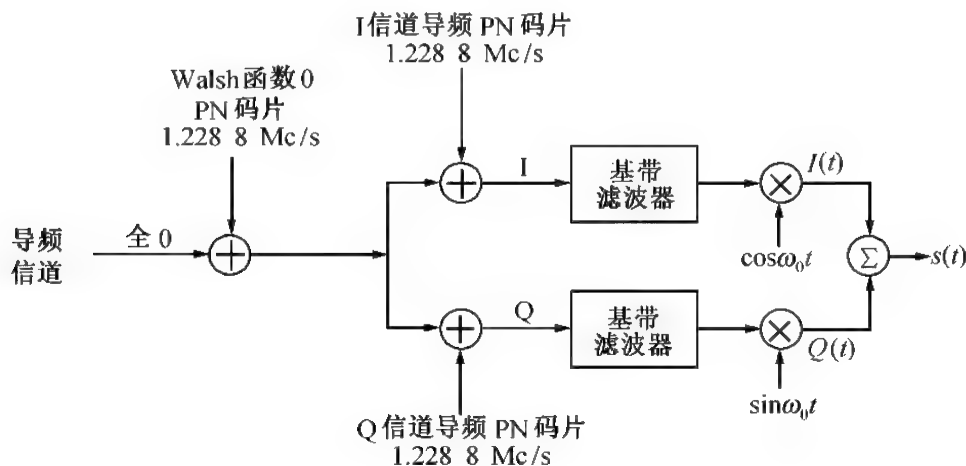 I信道导频 PN 码片
1.228 8 Mc/s
Walsh函数0
PN 码片
1.228 8 Mc/s
导频
信道
全 0
I
基带
滤波器
I(t)
cosω₀t
Σ
s(t)
Q
基带
滤波器
Q(t)
sinω₀t
Q 信道导频 PN 码片
1.228 8 Mc/s